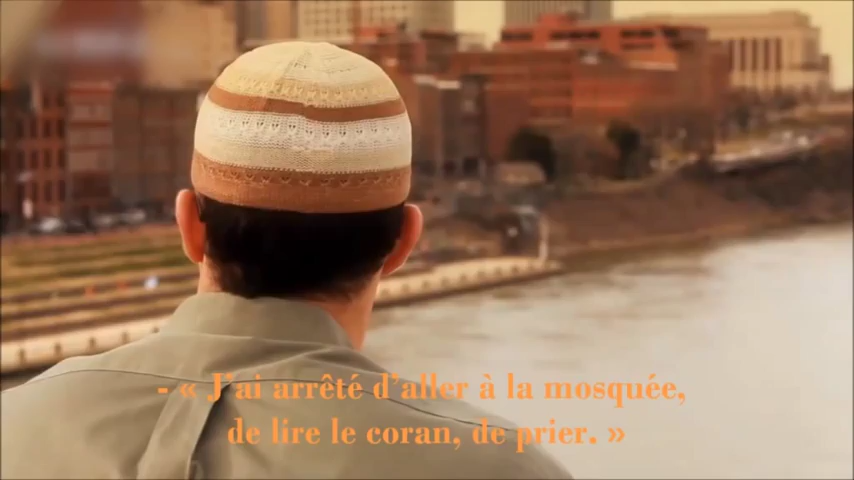 - « J'ai arrêté d'aller à la mosquée,
de lire le coran, de prier. »